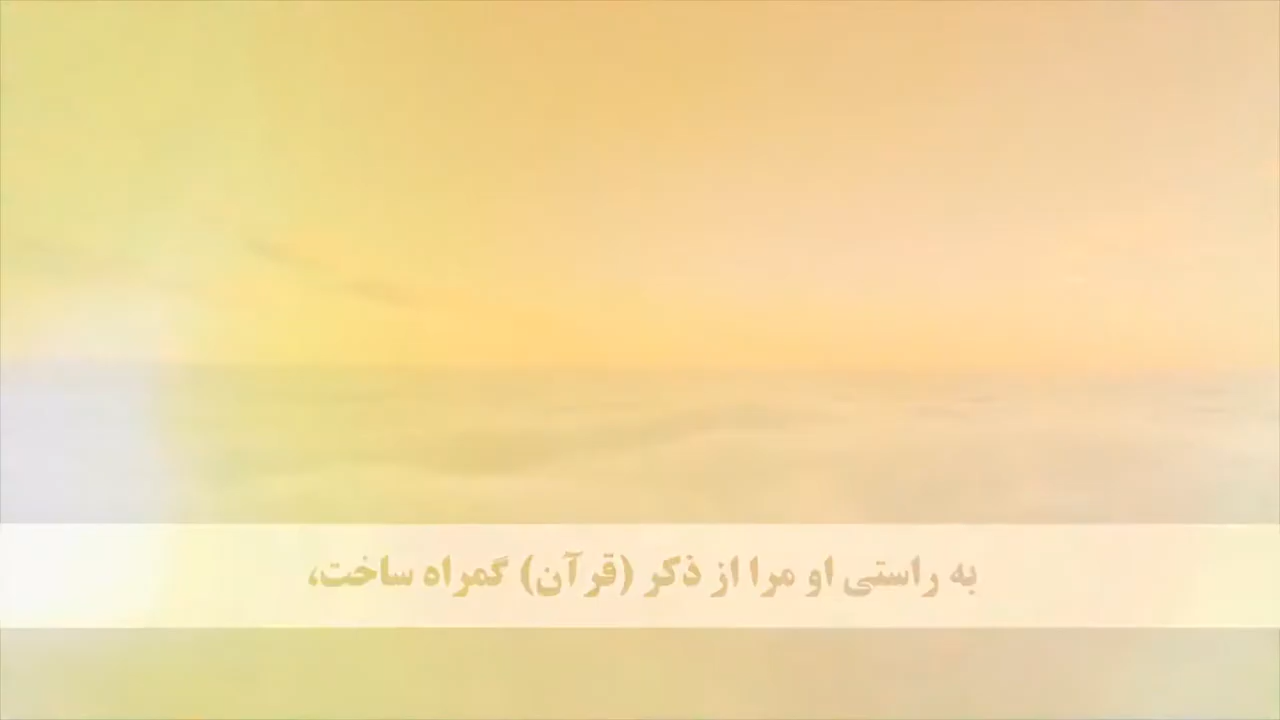 به راستی او مرا از ذکر (قرآن) گمراه ساخت،